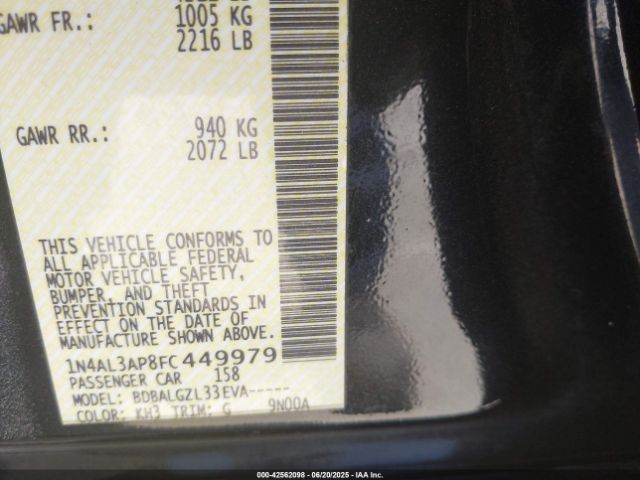 GAWR FR.: 1005 KG
2216 LB
GAWR RR.: 940 KG
2072 LB
THIS VEHICLE CONFORMS TO
ALL APPLICABLE FEDERAL
MOTOR VEHICLE SAFETY,
BUMPER, AND THEFT
PREVENTION STANDARDS IN
EFFECT ON THE DATE OF
MANUFACTURE SHOWN ABOVE.
1N4AL3AP8FC449979
PASSENGER CAR 158
MODEL: BDBALGZL33EVA-----
COLOR: KH3 TRIM: G 9N00A
000-42562098 - 06/20/2025 - IAA Inc.